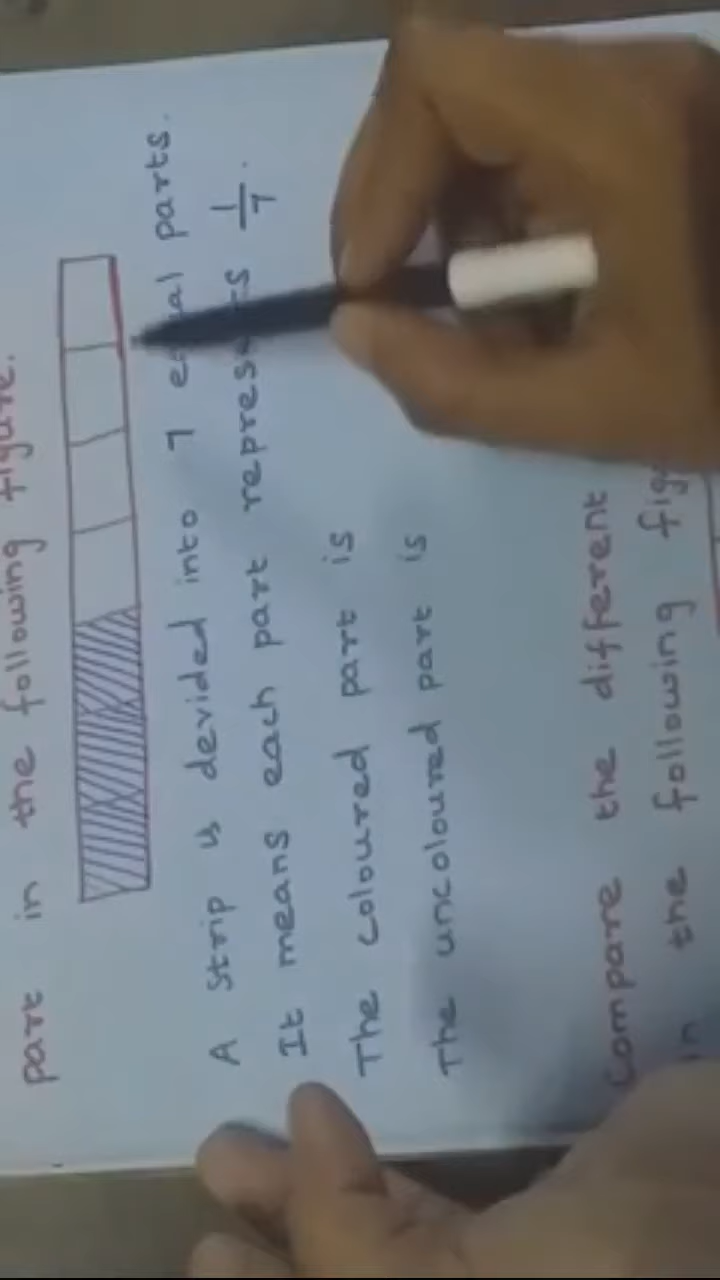 part in the following figure.
A strip is devided into 7 equal parts.
It means each part represents 1/7.
The coloured part is
The uncoloured part is
Compare the different
in the following